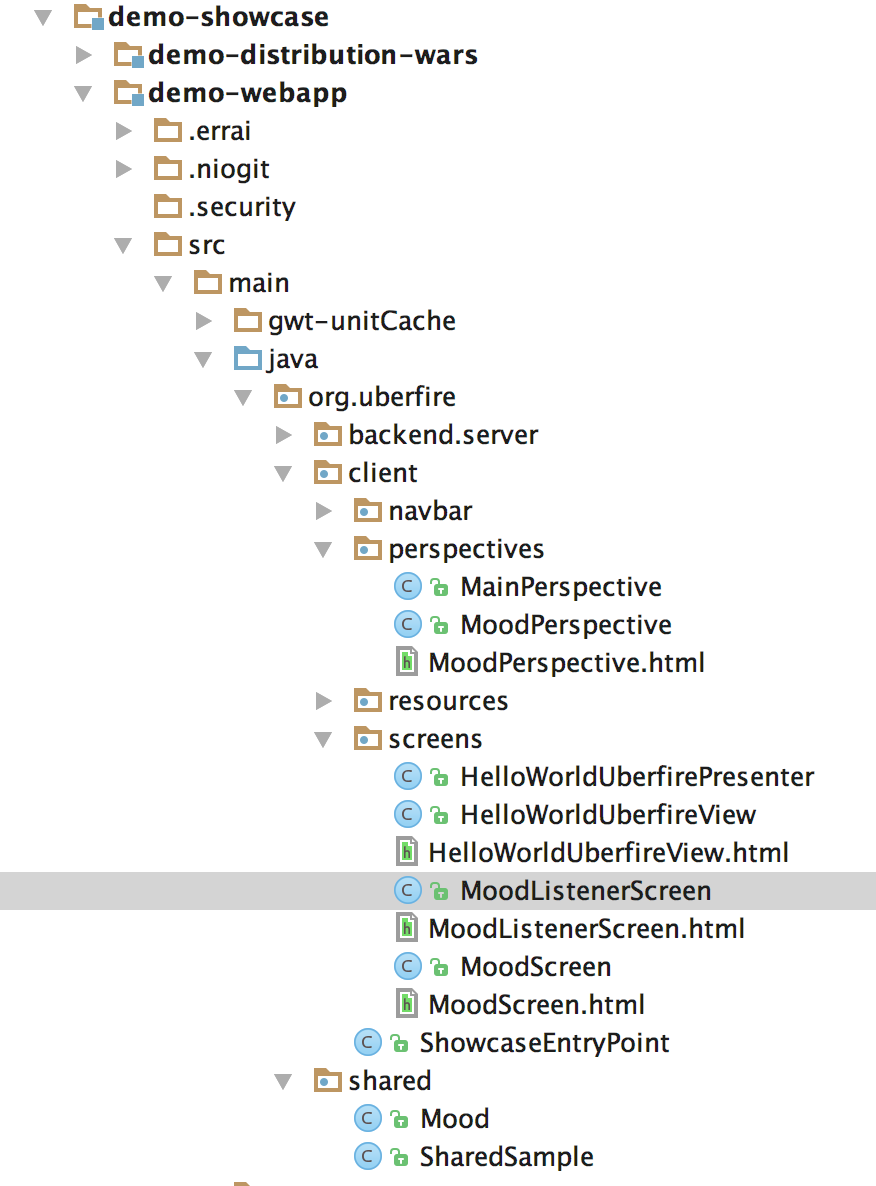 demo-showcase
demo-distribution-wars
demo-webapp
.errai
.niogit
.security
src
main
gwt-unitCache
java
org.uberfire
backend.server
client
navbar
perspectives
C MainPerspective
C MoodPerspective
h MoodPerspective.html
resources
screens
C HelloWorldUberfirePresenter
C HelloWorldUberfireView
h HelloWorldUberfireView.html
C MoodListenerScreen
h MoodListenerScreen.html
C MoodScreen
h MoodScreen.html
C ShowcaseEntryPoint
shared
C Mood
C SharedSample